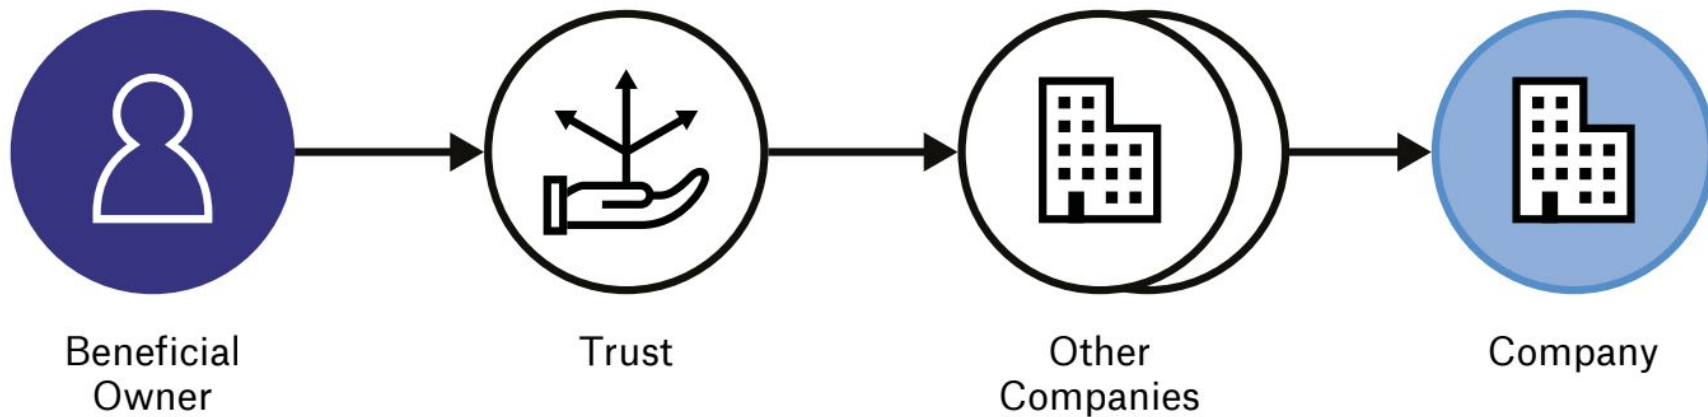 Beneficial
Owner
Trust
Other
Companies
Company